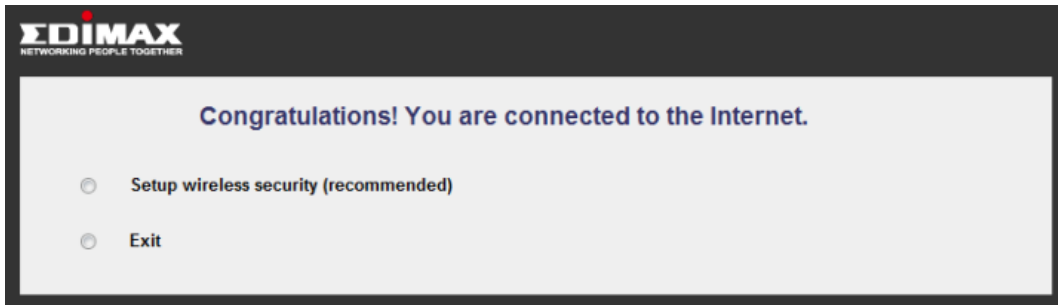 EDIMAX
NETWORKING PEOPLE TOGETHER
Congratulations! You are connected to the Internet.
Setup wireless security (recommended)
Exit